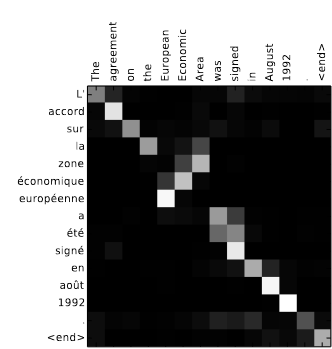 The agreement on the European Economic Area was signed in August 1992 . <end>
L'
accord
sur
la
zone
économique
européenne
a
été
signé
en
août
1992
.
<end>